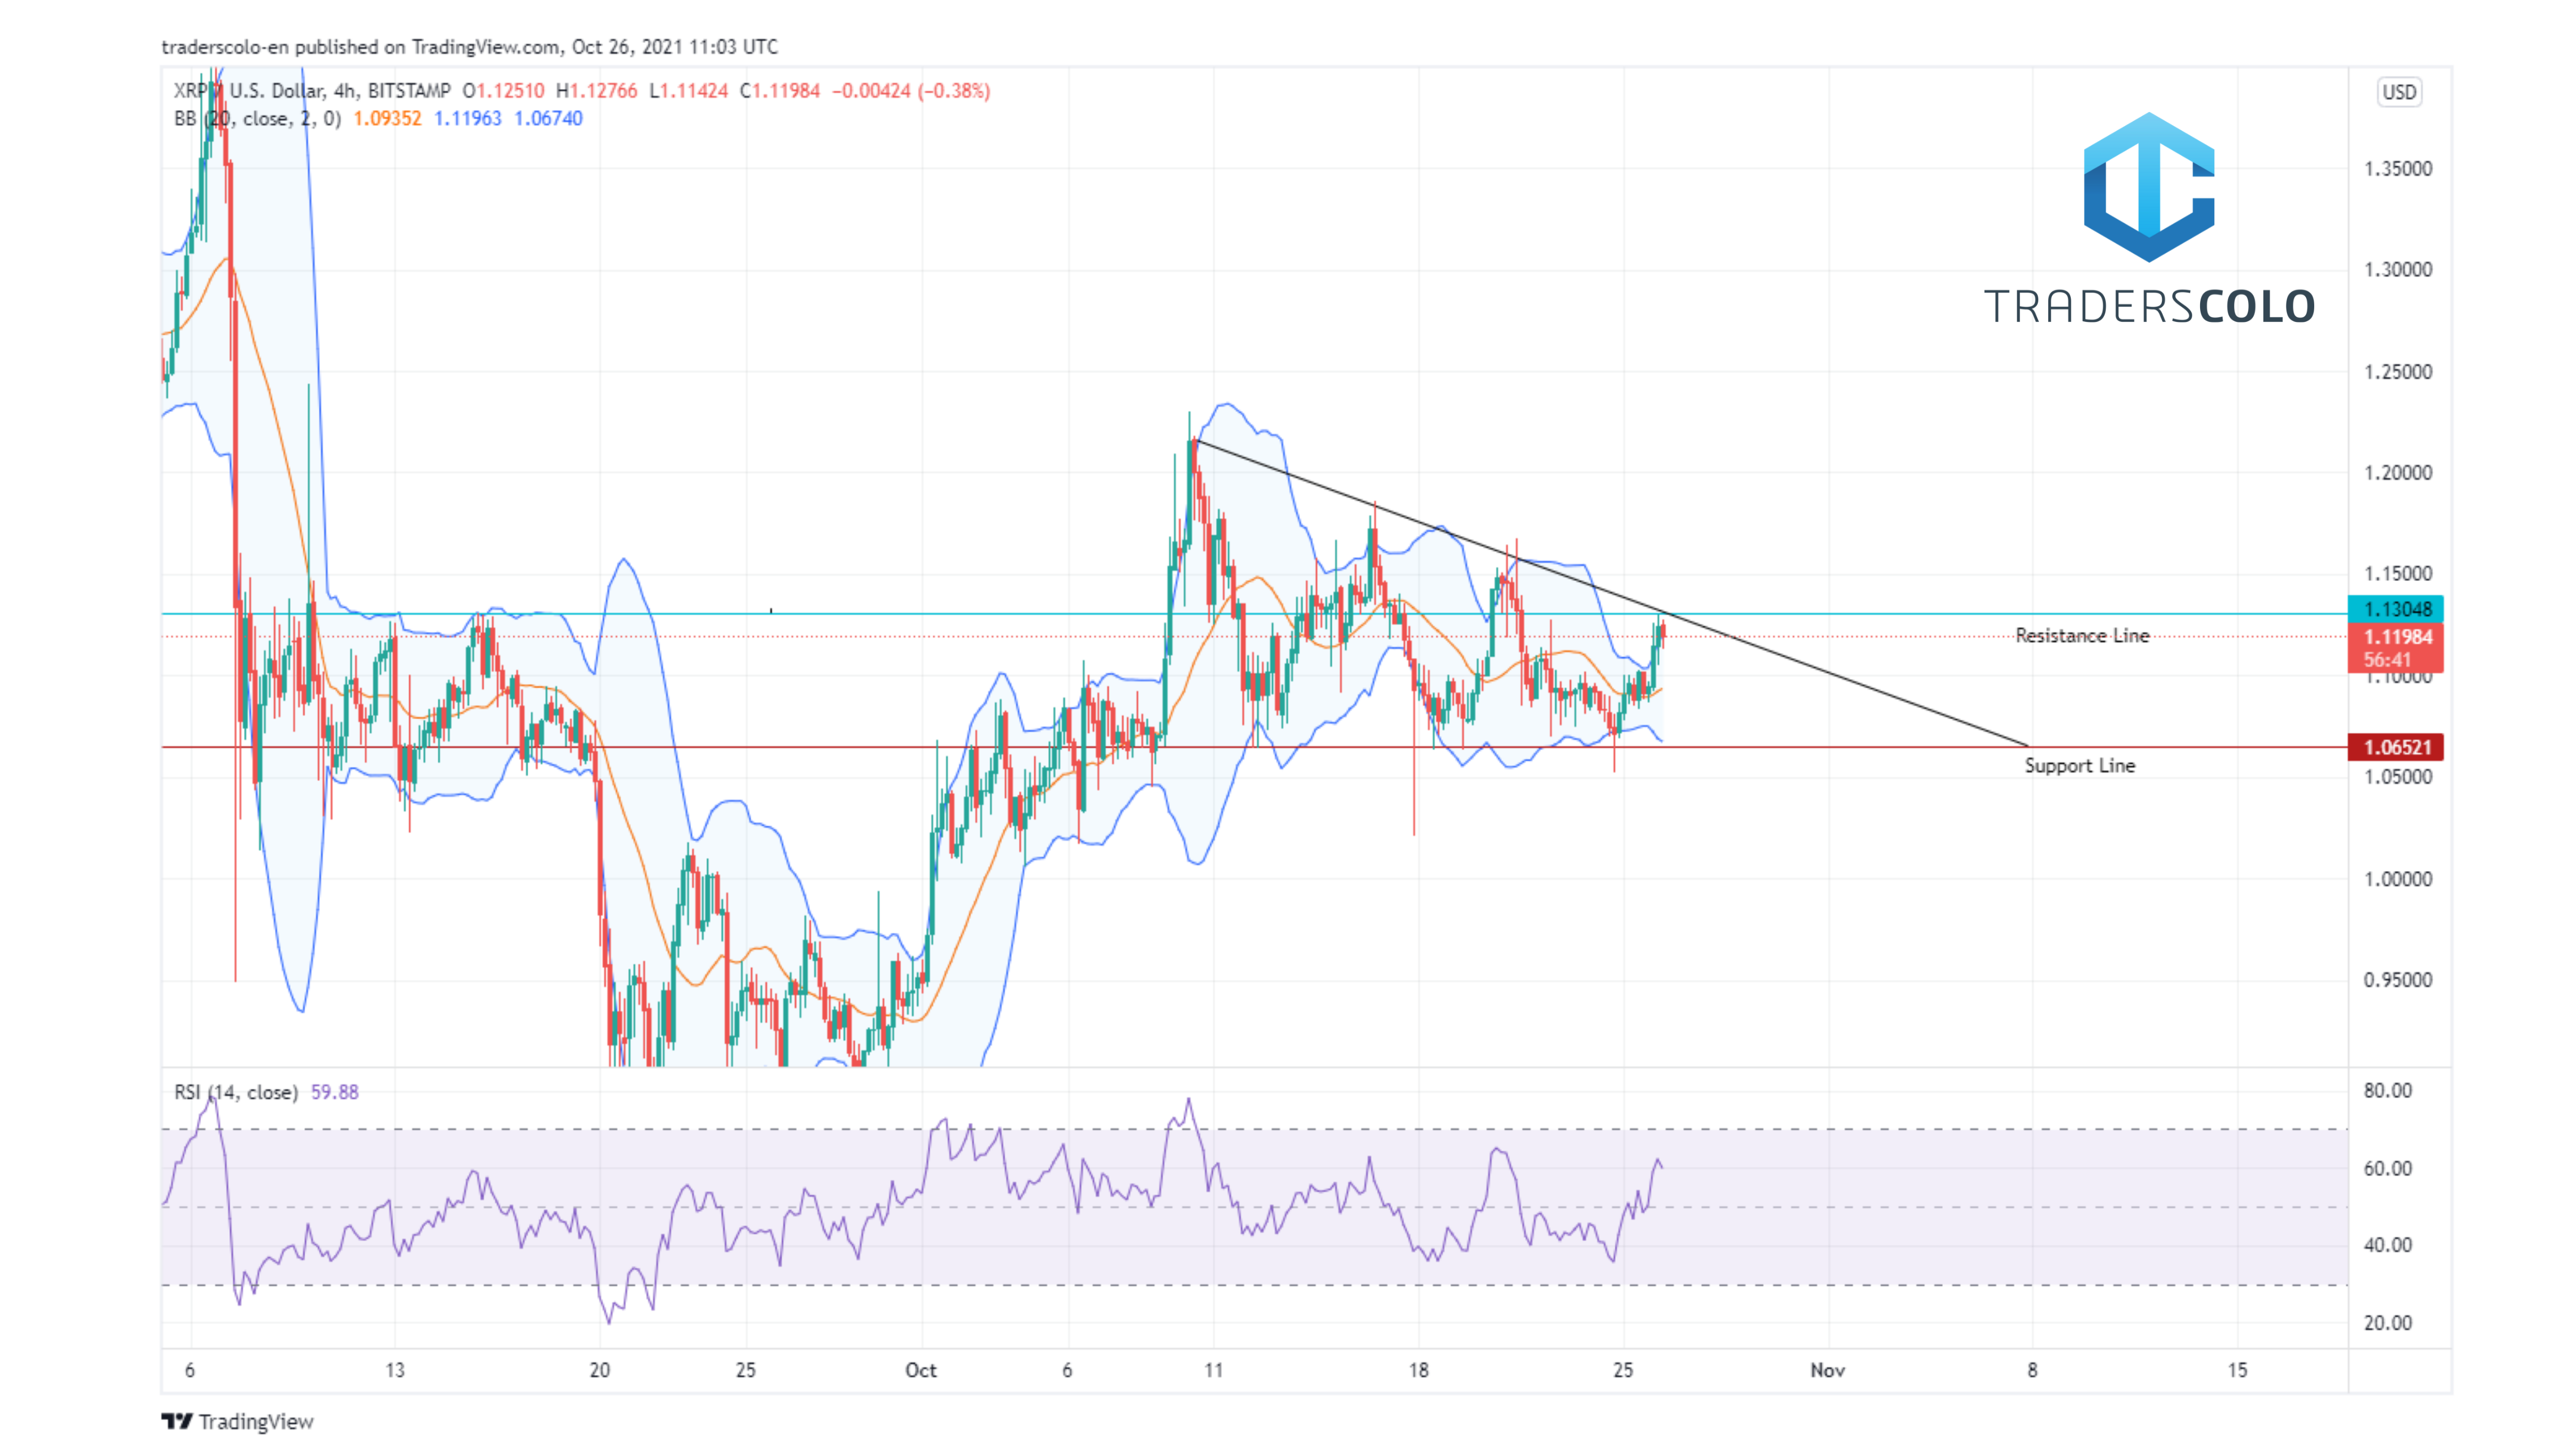 traderscolo-en published on TradingView.com, Oct 26, 2021 11:03 UTC
XRP / U.S. Dollar, 4h, BITSTAMP O1.12510 H1.12766 L1.11424 C1.11984 −0.00424 (−0.38%)
BB (20, close, 2, 0) 1.09352 1.11963 1.06740
USD
TRADERSCOLO
1.35000
1.30000
1.25000
1.20000
1.15000
1.13048
Resistance Line
1.11984
56:41
1.10000
1.06521
Support Line
1.05000
1.00000
0.95000
RSI (14, close) 59.88
80.00
60.00
40.00
20.00
6 13 20 25 Oct 6 11 18 25 Nov 8 15
TradingView